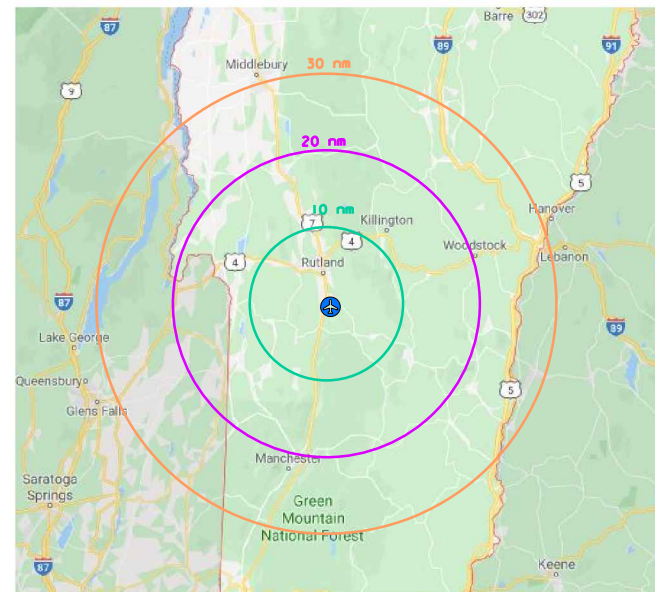 Barre
302
87
89
91
Middlebury
30 nm
9
20 nm
5
10 nm
Hanover
7
Killington
4
Woodstock
4
Rutland
Lebanon
87
89
Lake George
Queensbury
5
Glens Falls
Manchester
Saratoga
Springs
Green
Mountain
National Forest
87
Keene